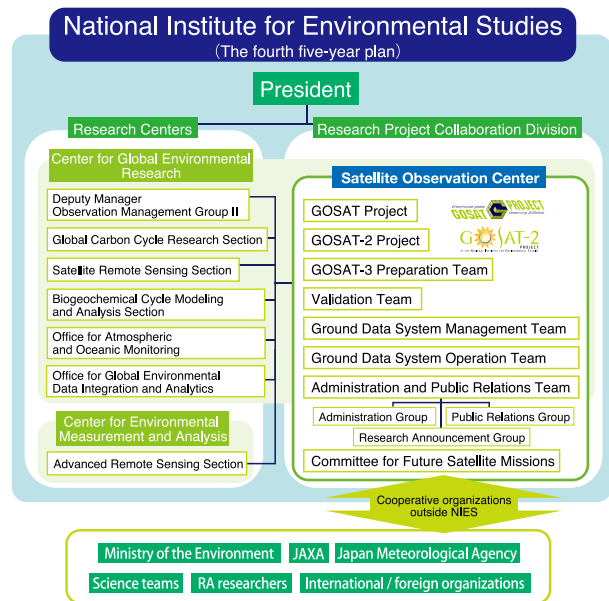 National Institute for Environmental Studies
(The fourth five-year plan)
President
Research Centers
Research Project Collaboration Division
Center for Global Environmental
Research
Deputy Manager
Observation Management Group II
Global Carbon Cycle Research Section
Satellite Remote Sensing Section
Biogeochemical Cycle Modeling
and Analysis Section
Office for Atmospheric
and Oceanic Monitoring
Office for Global Environmental
Data Integration and Analytics
Center for Environmental
Measurement and Analysis
Advanced Remote Sensing Section
Satellite Observation Center
GOSAT Project
GOSAT PROJECT
GOSAT-2 Project
GOSAT-2
PROJECT
GOSAT-3 Preparation Team
Validation Team
Ground Data System Management Team
Ground Data System Operation Team
Administration and Public Relations Team
Administration Group
Public Relations Group
Research Announcement Group
Committee for Future Satellite Missions
Cooperative organizations
outside NIES
Ministry of the Environment
JAXA
Japan Meteorological Agency
Science teams
RA researchers
International / foreign organizations